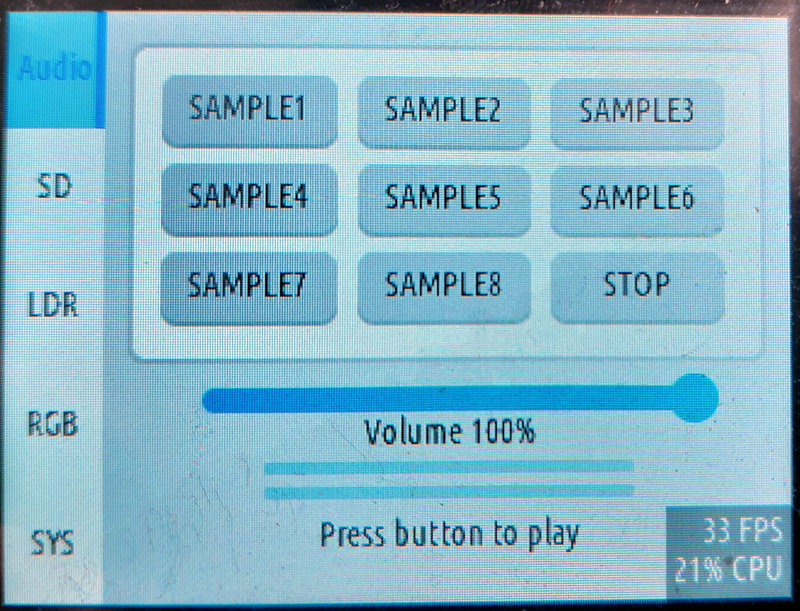 Audio
SD
LDR
RGB
SYS
SAMPLE1 SAMPLE2 SAMPLE3
SAMPLE4 SAMPLE5 SAMPLE6
SAMPLE7 SAMPLE8 STOP
Volume 100%
Press button to play
33 FPS
21% CPU